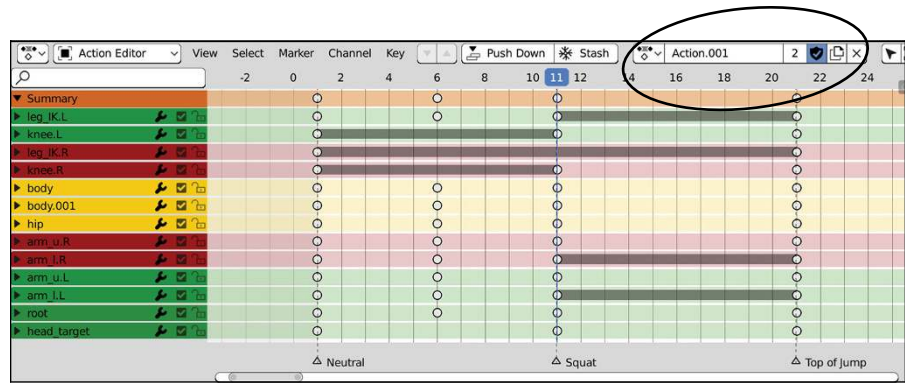 Action Editor View Select Marker Channel Key Push Down Stash Action.001 2
-2 0 2 4 6 8 10 11 12 14 16 18 20 22 24
Summary
leg_IK.L
knee.L
leg_IK.R
knee.R
body
body.001
hip
arm_u.R
arm_l.R
arm_u.L
arm_l.L
root
head_target
Neutral Squat Top of Jump